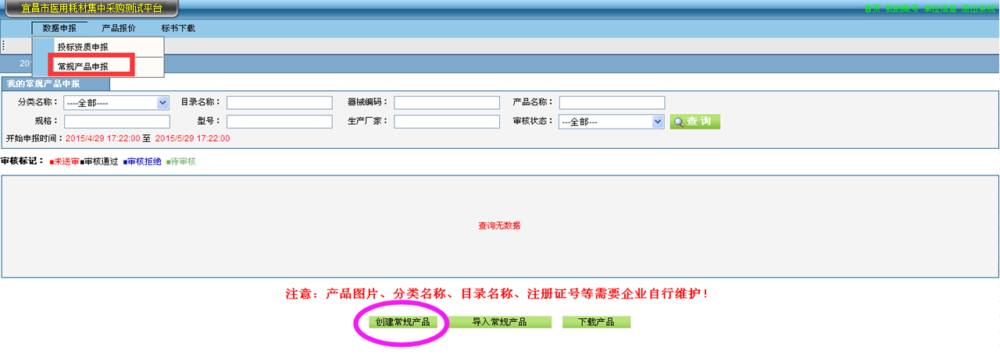 宜昌市医用耗材集中采购测试平台
首页 我的账号 单位信息 退出系统
数据申报 产品报价 标书下载
投标资质申报
常规产品申报
201
我的常规产品申报
分类名称： ----全部---- 目录名称： 器械编码： 产品名称：
规格： 型号： 生产厂家： 审核状态： ---全部--- 查 询
开始申报时间：2015/4/29 17:22:00 至 2015/5/29 17:22:00
审核标记： ■未送审■审核通过 ■审核拒绝 ■待审核
查询无数据
注意：产品图片、分类名称、目录名称、注册证号等需要企业自行维护！
创建常规产品 导入常规产品 下载产品